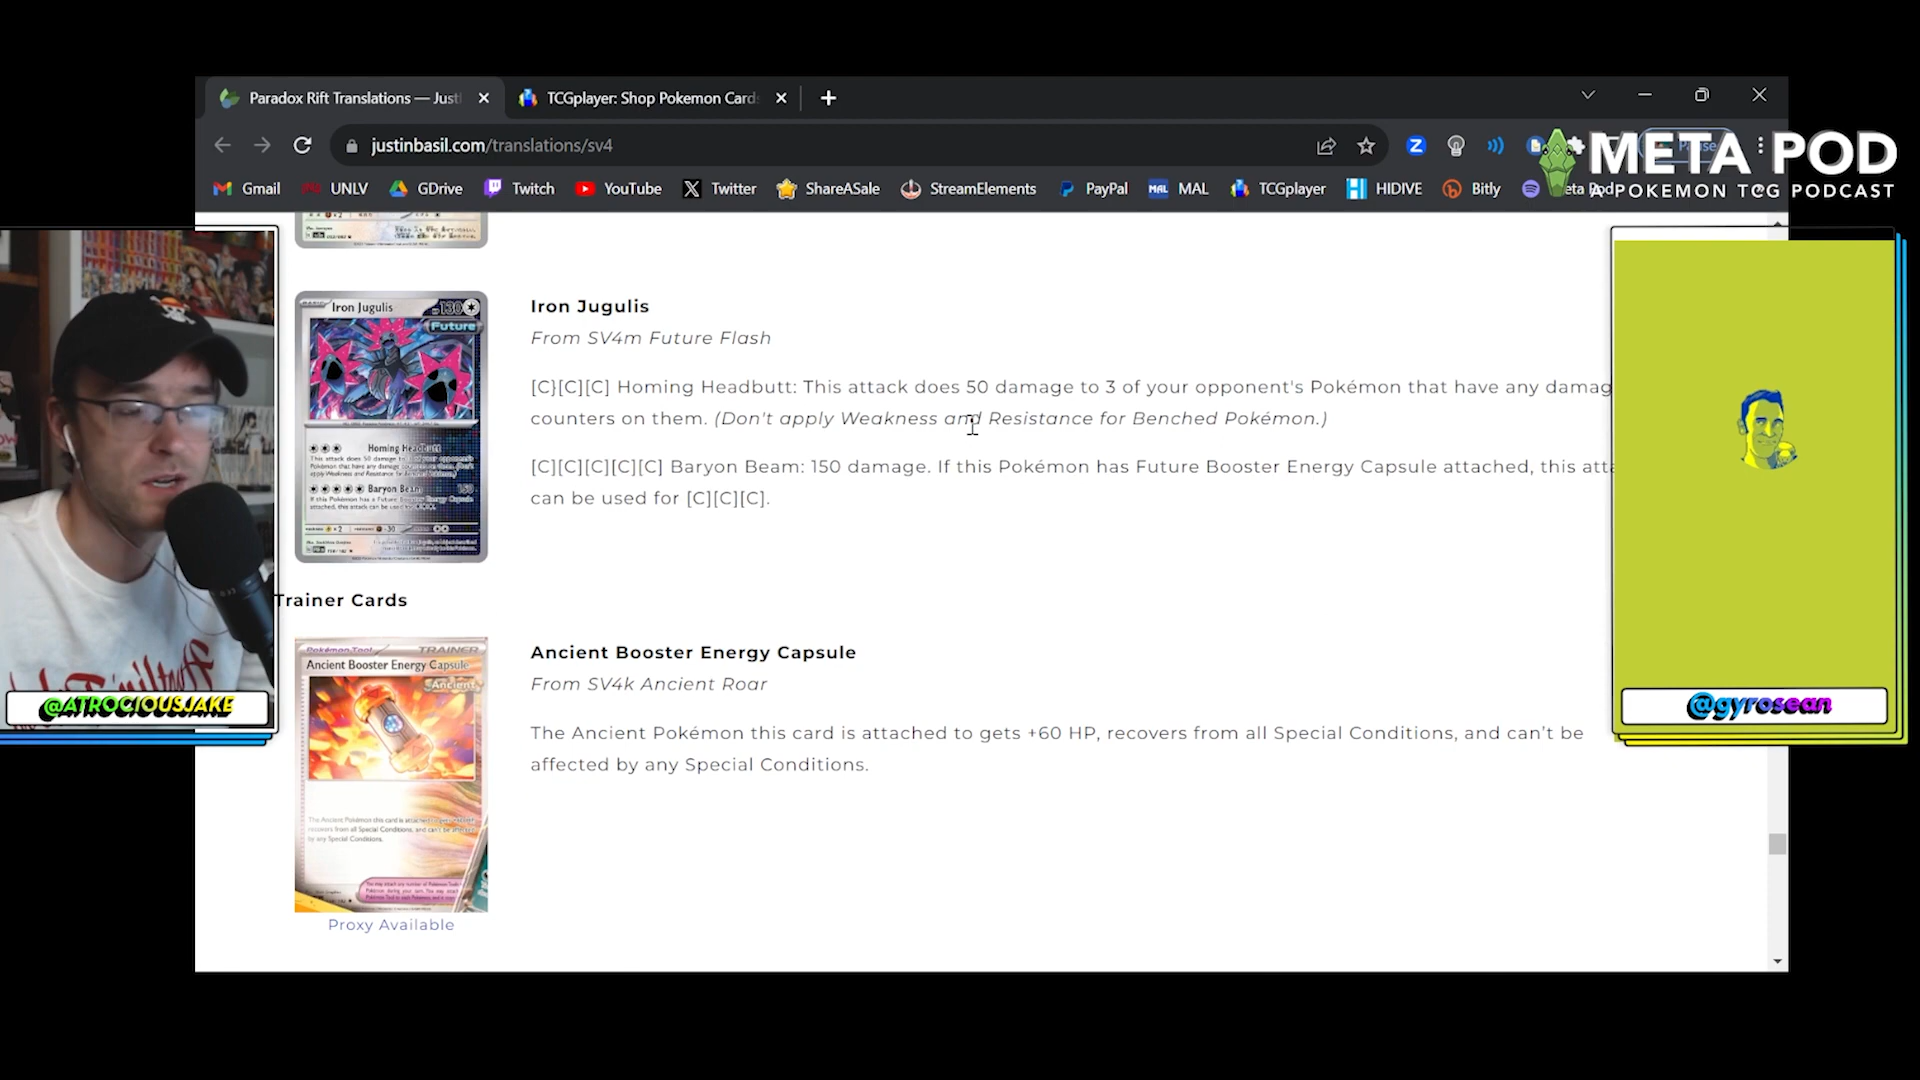 Paradox Rift Translations — Just
TCGplayer: Shop Pokemon Cards
justinbasil.com/translations/sv4
META POD
A POKEMON TCG PODCAST
Gmail
UNLV
GDrive
Twitch
YouTube
Twitter
ShareASale
StreamElements
PayPal
MAL
TCGplayer
HIDIVE
Bitly
Iron Jugulis
From SV4m Future Flash
[C}[C][C] Homing Headbutt: This attack does 50 damage to 3 of your opponent's Pokémon that have any damag
counters on them. (Don't apply Weakness and Resistance for Benched Pokémon.)
[C][C][C][C][C] Baryon Beam: 150 damage. If this Pokémon has Future Booster Energy Capsule attached, this atta
can be used for [C][C][C].
Iron Jugulis 130
Future
Homing Headbutt
Baryon Beam 150
Trainer Cards
Ancient Booster Energy Capsule
From SV4k Ancient Roar
The Ancient Pokémon this card is attached to gets +60 HP, recovers from all Special Conditions, and can’t be
affected by any Special Conditions.
Pokémon Tool TRAINER
Ancient Booster Energy Capsule
Ancient
Proxy Available
@ATROCIOUSJAKE
@gyrosean